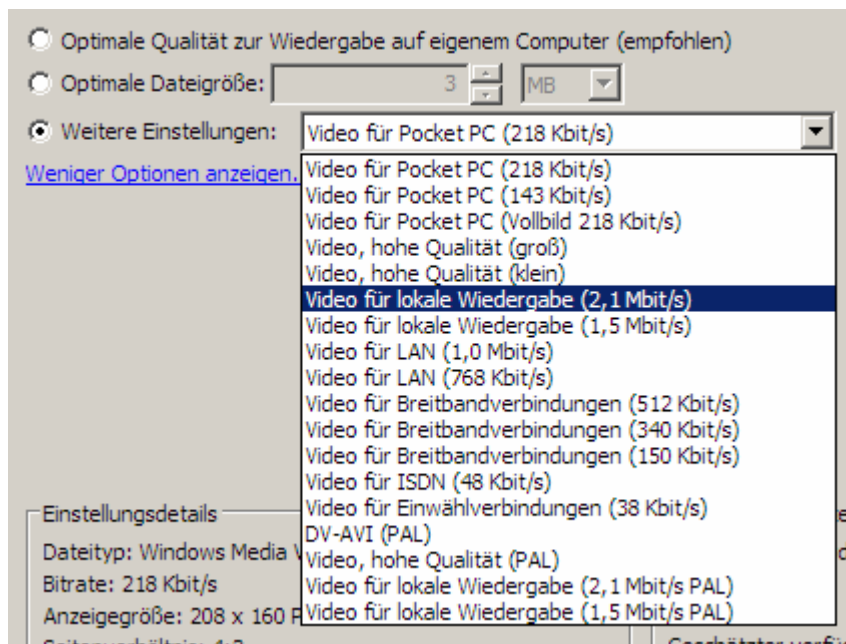 Optimale Qualität zur Wiedergabe auf eigenem Computer (empfohlen)
Optimale Dateigröße: 3 MB
Weitere Einstellungen: Video für Pocket PC (218 Kbit/s)
Weniger Optionen anzeigen.
Video für Pocket PC (218 Kbit/s)
Video für Pocket PC (143 Kbit/s)
Video für Pocket PC (Vollbild 218 Kbit/s)
Video, hohe Qualität (groß)
Video, hohe Qualität (klein)
Video für lokale Wiedergabe (2,1 Mbit/s)
Video für lokale Wiedergabe (1,5 Mbit/s)
Video für LAN (1,0 Mbit/s)
Video für LAN (768 Kbit/s)
Video für Breitbandverbindungen (512 Kbit/s)
Video für Breitbandverbindungen (340 Kbit/s)
Video für Breitbandverbindungen (150 Kbit/s)
Video für ISDN (48 Kbit/s)
Video für Einwählverbindungen (38 Kbit/s)
DV-AVI (PAL)
Video, hohe Qualität (PAL)
Video für lokale Wiedergabe (2,1 Mbit/s PAL)
Video für lokale Wiedergabe (1,5 Mbit/s PAL)
Einstellungsdetails
Dateityp: Windows Media
Bitrate: 218 Kbit/s
Anzeigegröße: 208 x 160 P